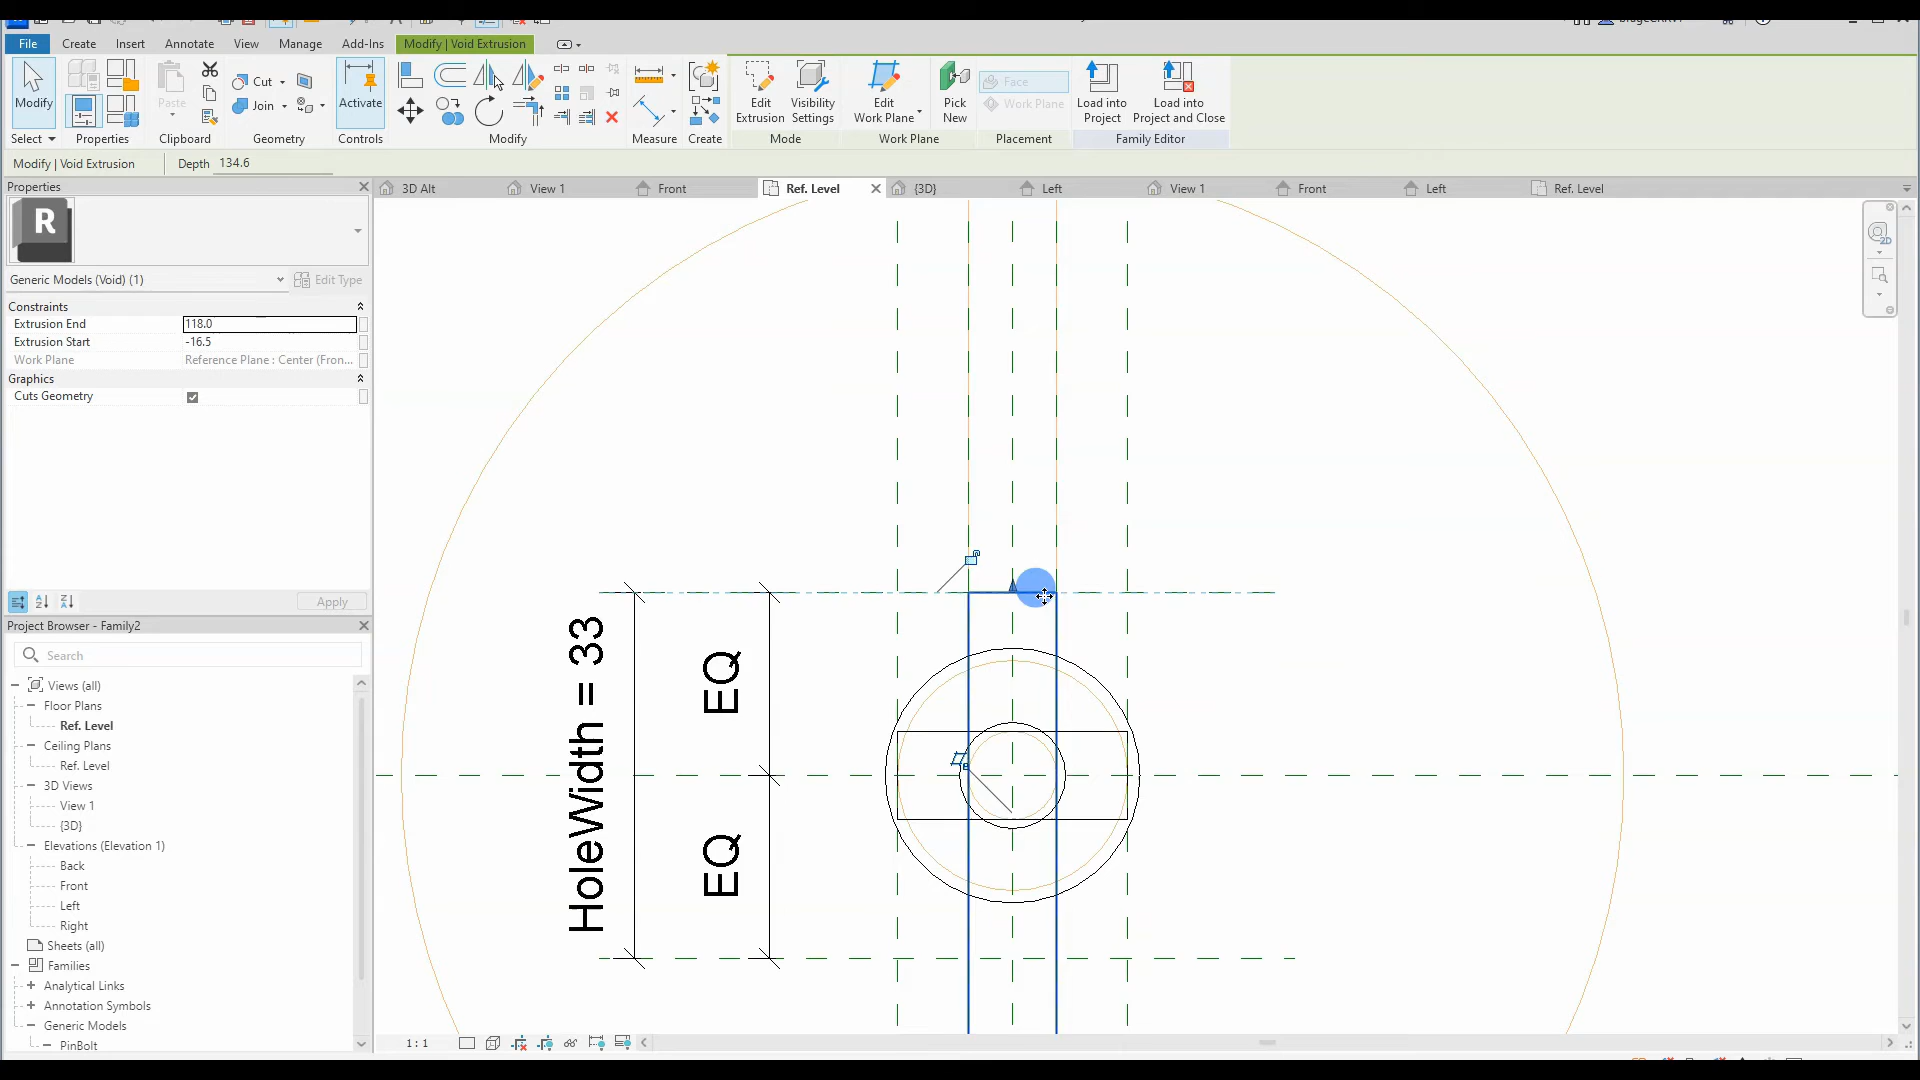 File
Create
Insert
Annotate
View
Manage
Add-Ins
Modify | Void Extrusion
Modify
Paste
Cut
Join
Activate
Edit
Extrusion
Visibility
Settings
Edit
Work Plane
Pick
New
Face
Work Plane
Load into
Project
Load into
Project and Close
Select
Properties
Clipboard
Geometry
Controls
Modify
Measure
Create
Mode
Work Plane
Placement
Family Editor
Modify | Void Extrusion
Depth 134.6
Properties
3D Alt
View 1
Front
Ref. Level
{3D}
Left
View 1
Front
Left
Ref. Level
R
Generic Models (Void) (1)
Edit Type
Constraints
Extrusion End 118.0
Extrusion Start -16.5
Work Plane Reference Plane : Center (Fron...
Graphics
Cuts Geometry
Apply
Project Browser - Family2
Search
Views (all)
Floor Plans
Ref. Level
Ceiling Plans
Ref. Level
3D Views
View 1
{3D}
Elevations (Elevation 1)
Back
Front
Left
Right
Sheets (all)
Families
Analytical Links
Annotation Symbols
Generic Models
PinBolt
HoleWidth = 33
EQ
EQ
2D
1 : 1